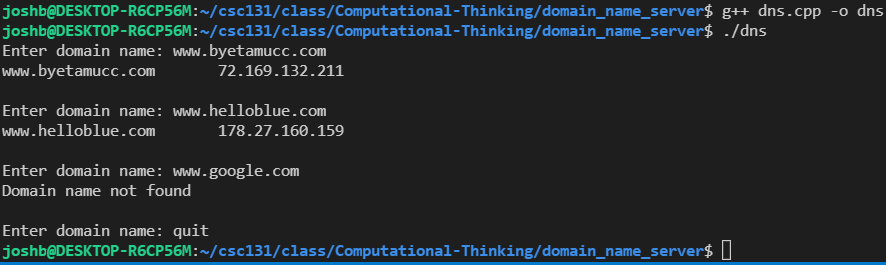 joshb@DESKTOP-R6CP56M:~/csc131/class/Computational-Thinking/domain_name_server$ g++ dns.cpp -o dns
joshb@DESKTOP-R6CP56M:~/csc131/class/Computational-Thinking/domain_name_server$ ./dns
Enter domain name: www.byetamucc.com
www.byetamucc.com       72.169.132.211
Enter domain name: www.helloblue.com
www.helloblue.com       178.27.160.159
Enter domain name: www.google.com
Domain name not found
Enter domain name: quit
joshb@DESKTOP-R6CP56M:~/csc131/class/Computational-Thinking/domain_name_server$